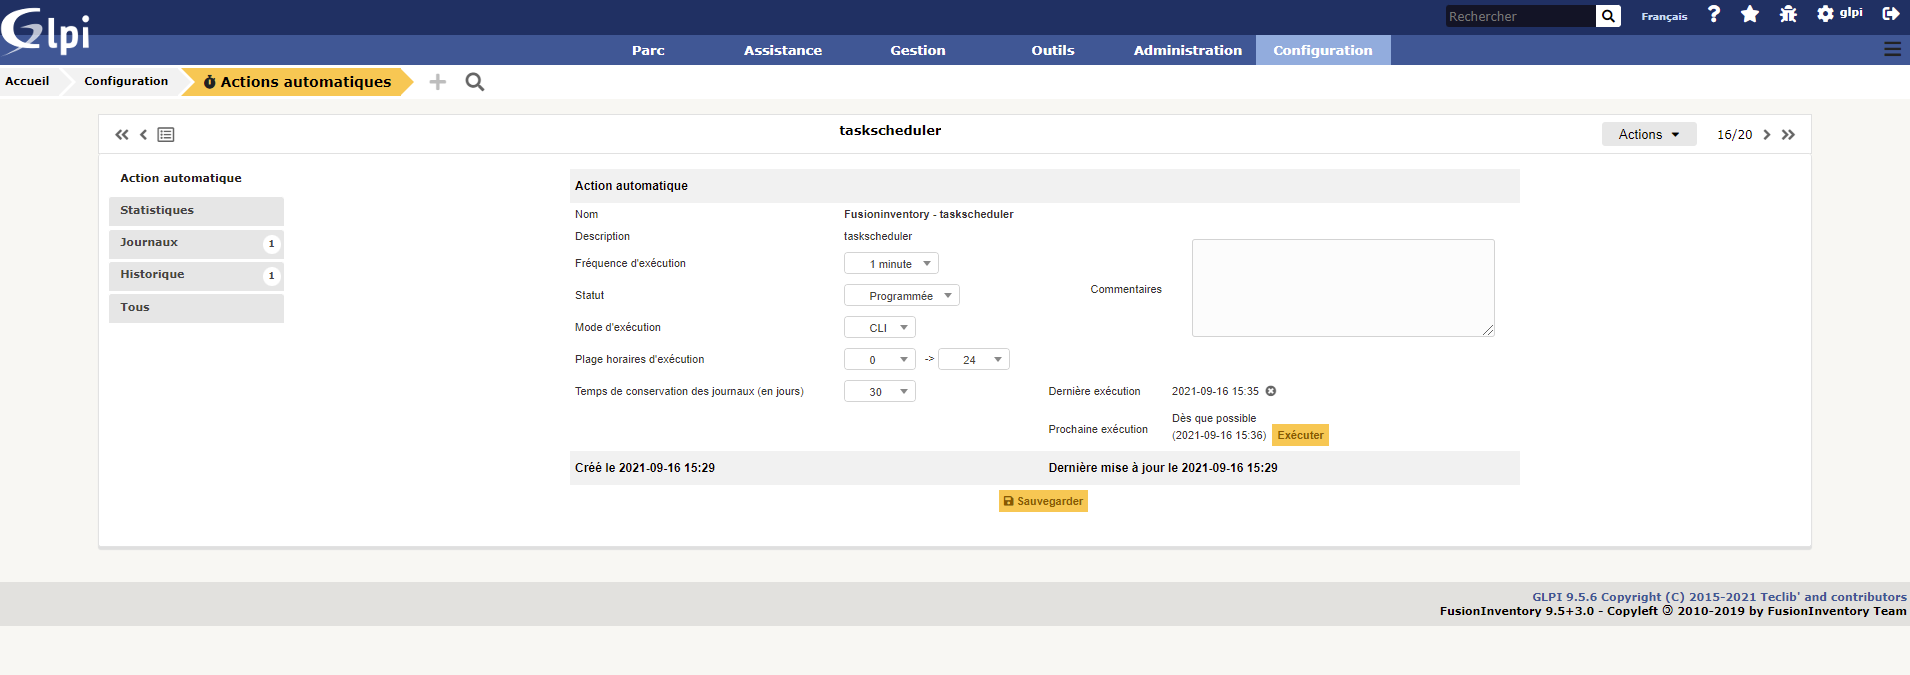 Glpi
Rechercher
Français
glpi
Parc
Assistance
Gestion
Outils
Administration
Configuration
Accueil
Configuration
Actions automatiques
taskscheduler
Actions
16/20
Action automatique
Statistiques
Journaux 1
Historique 1
Tous
Action automatique
Nom Fusioninventory - taskscheduler
Description taskscheduler
Fréquence d'exécution 1 minute
Statut Programmée
Commentaires
Mode d'exécution CLI
Plage horaires d'exécution 0 -> 24
Temps de conservation des journaux (en jours) 30
Dernière exécution 2021-09-16 15:35
Prochaine exécution
Dès que possible
(2021-09-16 15:36) Exécuter
Créé le 2021-09-16 15:29
Dernière mise à jour le 2021-09-16 15:29
Sauvegarder
GLPI 9.5.6 Copyright (C) 2015-2021 Teclib' and contributors
FusionInventory 9.5+3.0 - Copyleft 🄯 2010-2019 by FusionInventory Team